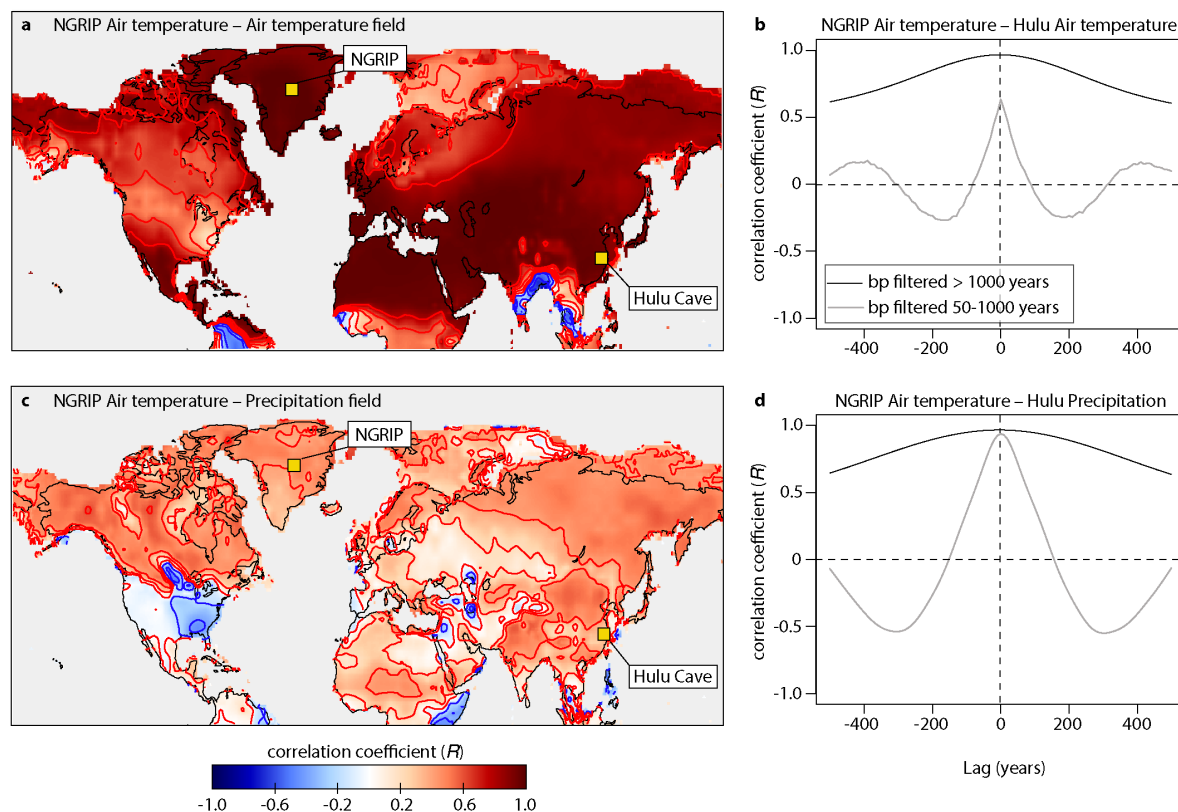 a NGRIP Air temperature – Air temperature field
NGRIP
Hulu Cave
b NGRIP Air temperature – Hulu Air temperature
correlation coefficient (R)
1.0
0.5
0
-0.5
-1.0
bp filtered > 1000 years
bp filtered 50-1000 years
-400 -200 0 200 400
c NGRIP Air temperature – Precipitation field
NGRIP
Hulu Cave
d NGRIP Air temperature – Hulu Precipitation
correlation coefficient (R)
1.0
0.5
0
-0.5
-1.0
-400 -200 0 200 400
Lag (years)
correlation coefficient (R)
-1.0 -0.6 -0.2 0.2 0.6 1.0